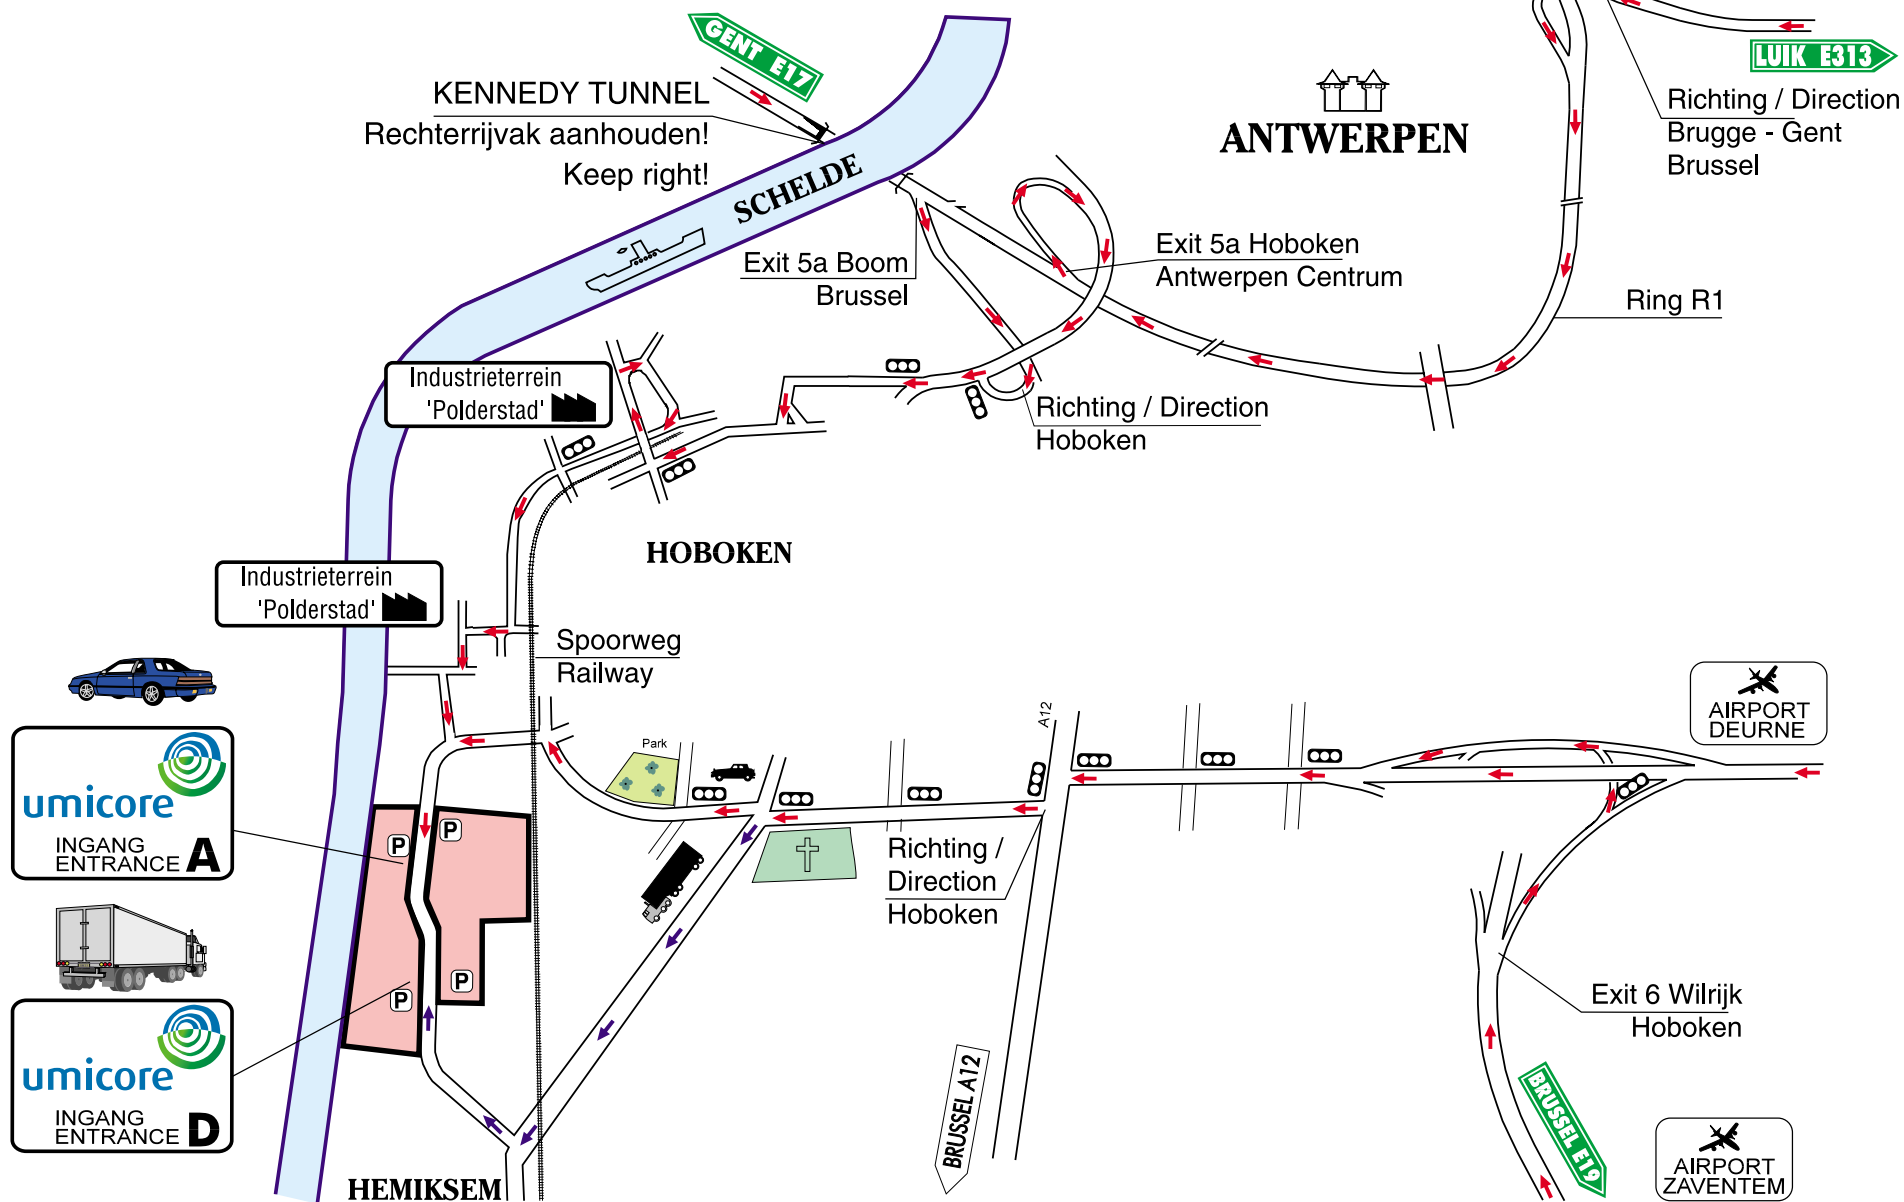 GENT E17
KENNEDY TUNNEL
Rechterrijvak aanhouden!
Keep right!
SCHELDE
ANTWERPEN
LUIK E313
Richting / Direction
Brugge - Gent
Brussel
Exit 5a Boom
Brussel
Exit 5a Hoboken
Antwerpen Centrum
Ring R1
Industrieterrein
'Polderstad'
Richting / Direction
Hoboken
HOBOKEN
Industrieterrein
'Polderstad'
Spoorweg
Railway
A12
Park
AIRPORT
DEURNE
umicore
INGANG
ENTRANCE A
P
P
P
P
Richting /
Direction
Hoboken
umicore
INGANG
ENTRANCE D
Exit 6 Wilrijk
Hoboken
BRUSSEL A12
BRUSSEL E19
AIRPORT
ZAVENTEM
HEMIKSEM